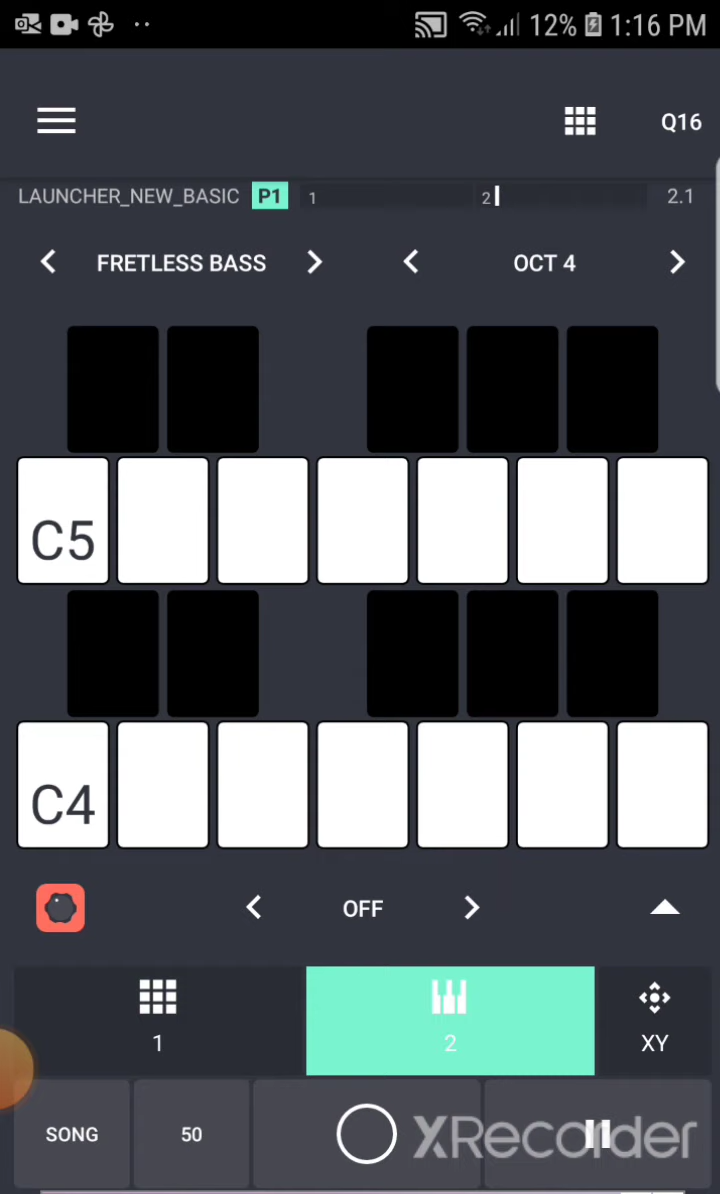 12% 1:16 PM
Q16
LAUNCHER_NEW_BASIC P1 1 2 2.1
FRETLESS BASS OCT 4
C5
C4
OFF
1 2 XY
SONG 50 XRecorder